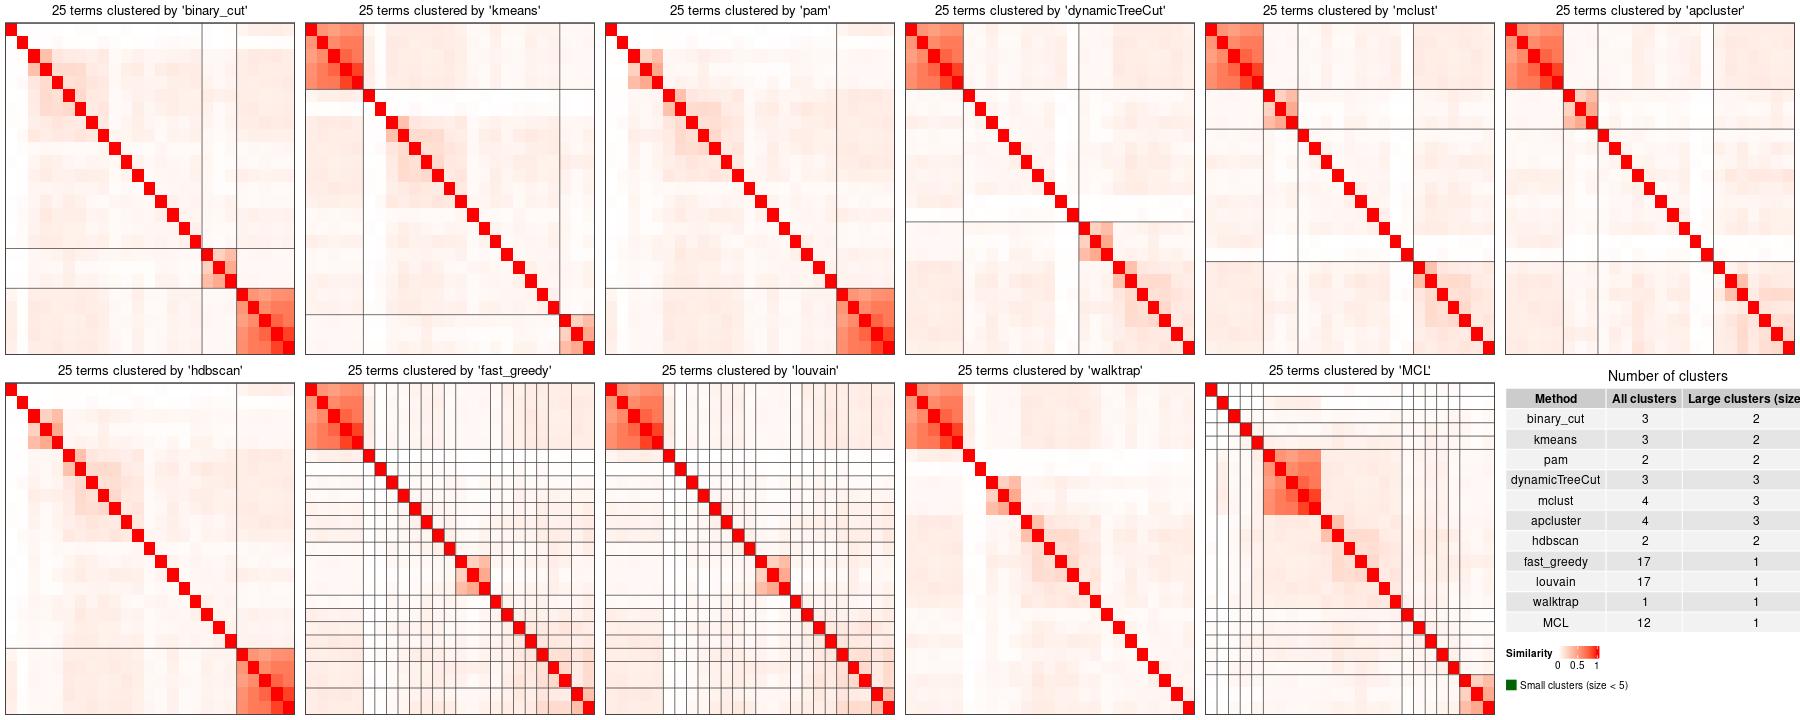 25 terms clustered by 'binary_cut'
25 terms clustered by 'kmeans'
25 terms clustered by 'pam'
25 terms clustered by 'dynamicTreeCut'
25 terms clustered by 'mclust'
25 terms clustered by 'apcluster'
25 terms clustered by 'hdbscan'
25 terms clustered by 'fast_greedy'
25 terms clustered by 'louvain'
25 terms clustered by 'walktrap'
25 terms clustered by 'MCL'
Number of clusters
Method All clusters Large clusters (size
binary_cut 3 2
kmeans 3 2
pam 2 2
dynamicTreeCut 3 3
mclust 4 3
apcluster 4 3
hdbscan 2 2
fast_greedy 17 1
louvain 17 1
walktrap 1 1
MCL 12 1
Similarity
0 0.5 1
Small clusters (size < 5)